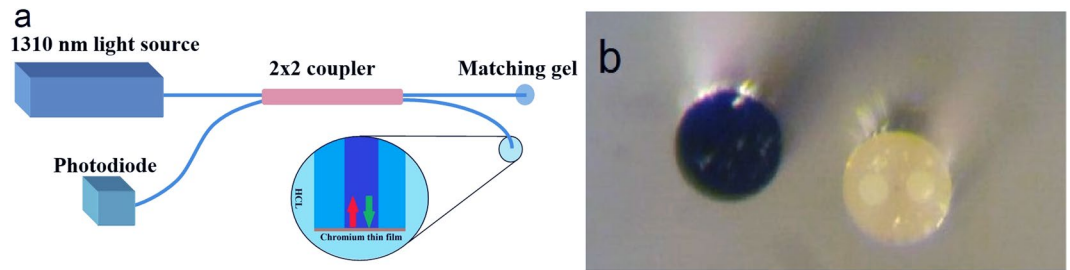 a
1310 nm light source
2x2 coupler
Matching gel
Photodiode
HCL
Chromium thin film
b